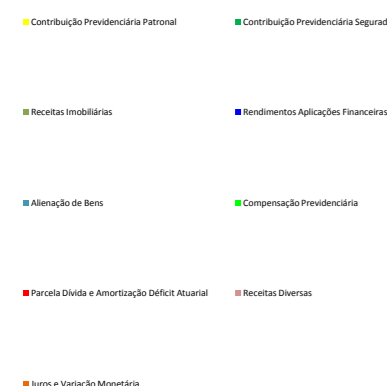 Contribuição Previdenciária Patronal Contribuição Previdenciária Segurad
Receitas Imobiliárias Rendimentos Aplicações Financeiras
Alienação de Bens Compensação Previdenciária
Parcela Dívida e Amortização Déficit Atuarial Receitas Diversas
Juros e Variação Monetária